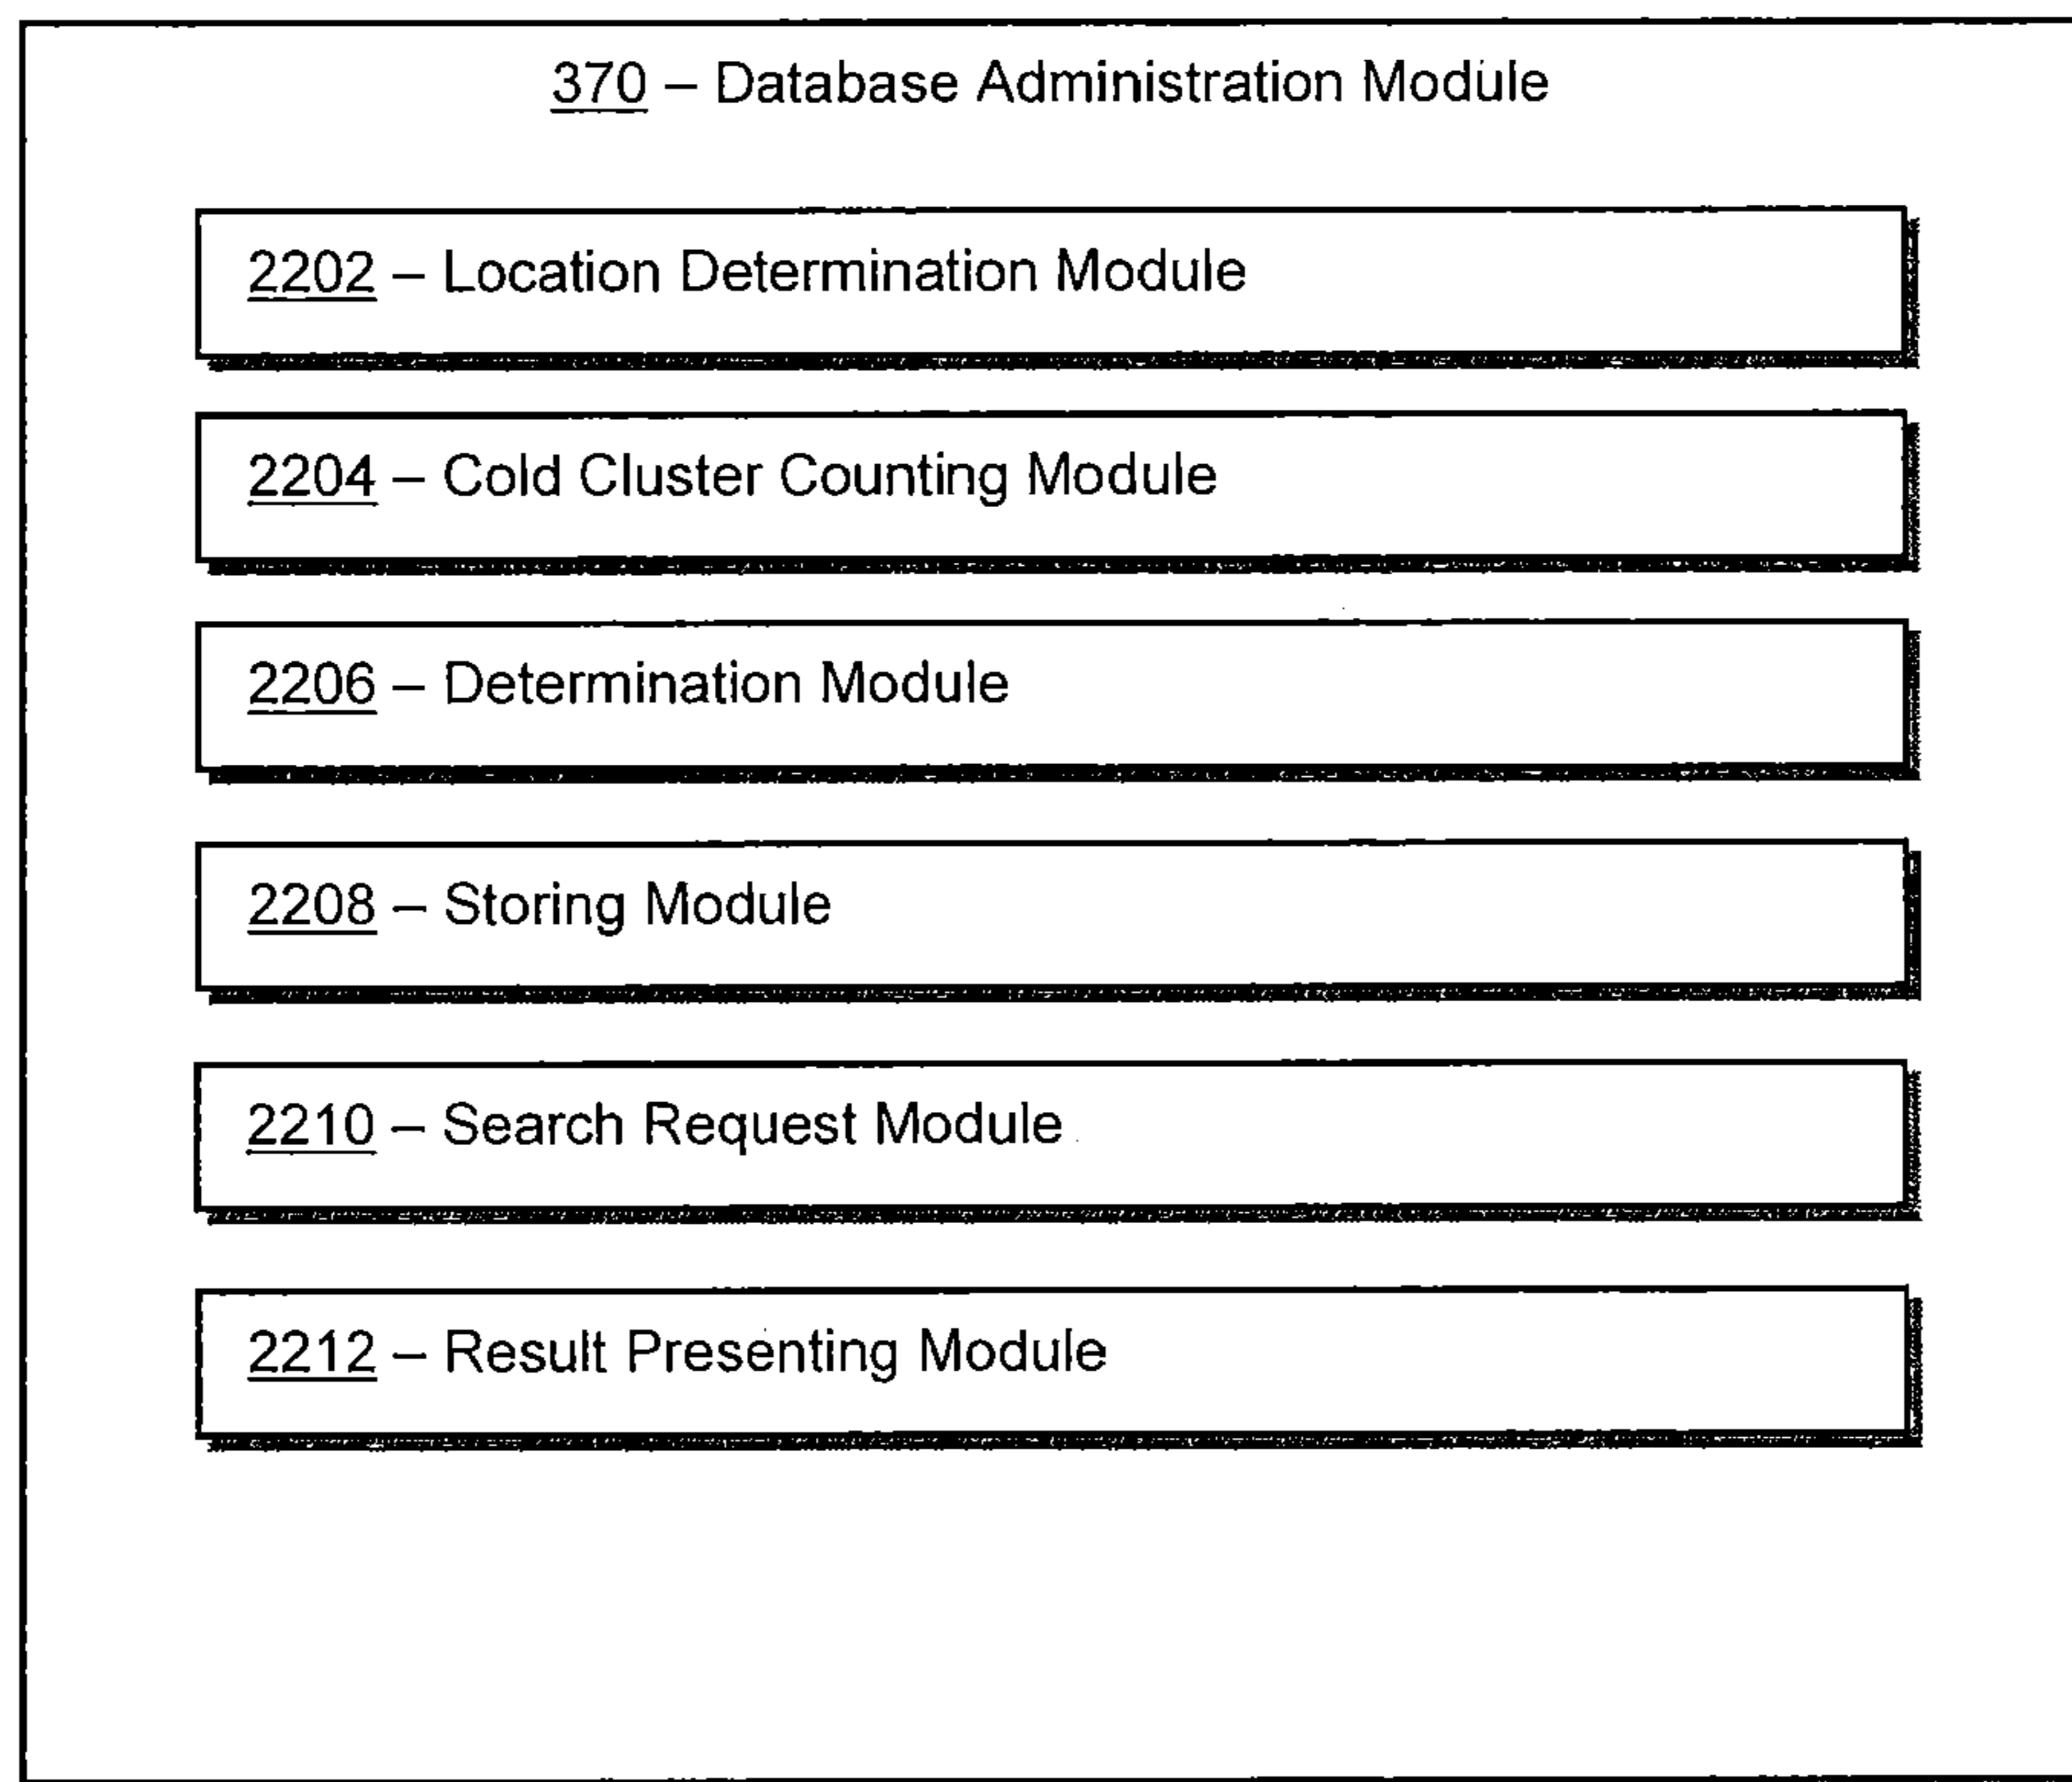 370 – Database Administration Module
2202 – Location Determination Module
2204 – Cold Cluster Counting Module
2206 – Determination Module
2208 – Storing Module
2210 – Search Request Module
2212 – Result Presenting Module